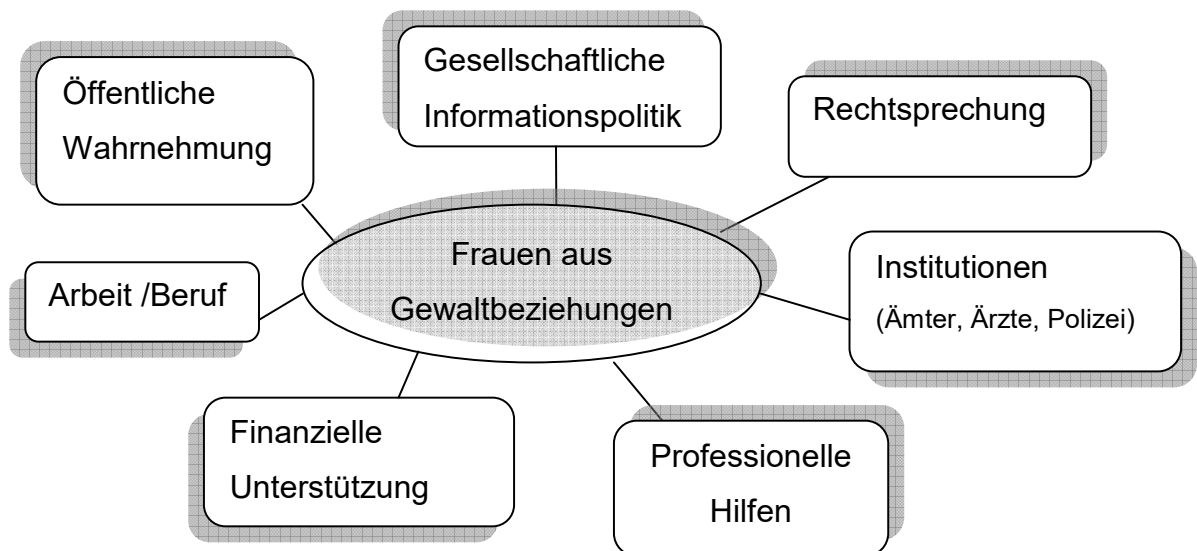 Öffentliche
Wahrnehmung
Gesellschaftliche
Informationspolitik
Rechtsprechung
Frauen aus
Gewaltbeziehungen
Arbeit /Beruf
Institutionen
(Ämter, Ärzte, Polizei)
Finanzielle
Unterstützung
Professionelle
Hilfen